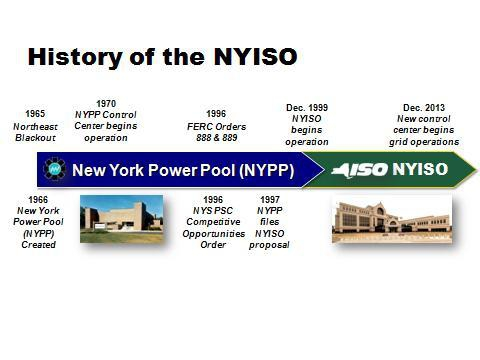 History of the NYISO
1965
Northeast
Blackout
1970
NYPP Control
Center begins
operation
1996
FERC Orders
888 & 889
Dec. 1999
NYISO
begins
operation
Dec. 2013
New control
center begins
grid operations
New York Power Pool (NYPP)
ISO NYISO
1966
New York
Power Pool
(NYPP)
Created
1996
NYS PSC
Competitive
Opportunities
Order
1997
NYPP
files
NYISO
proposal